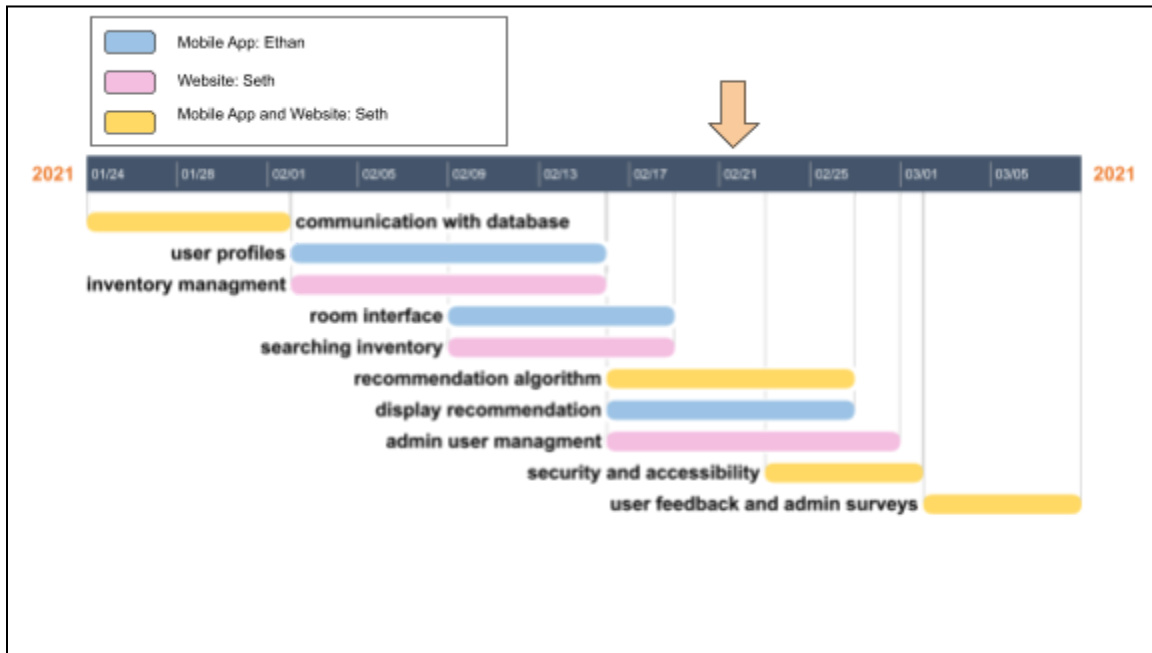 Mobile App: Ethan
Website: Seth
Mobile App and Website: Seth
2021 01/24 01/28 02/01 02/05 02/09 02/13 02/17 02/21 02/25 03/01 03/05 2021
communication with database
user profiles
inventory managment
room interface
searching inventory
recommendation algorithm
display recommendation
admin user managment
security and accessibility
user feedback and admin surveys